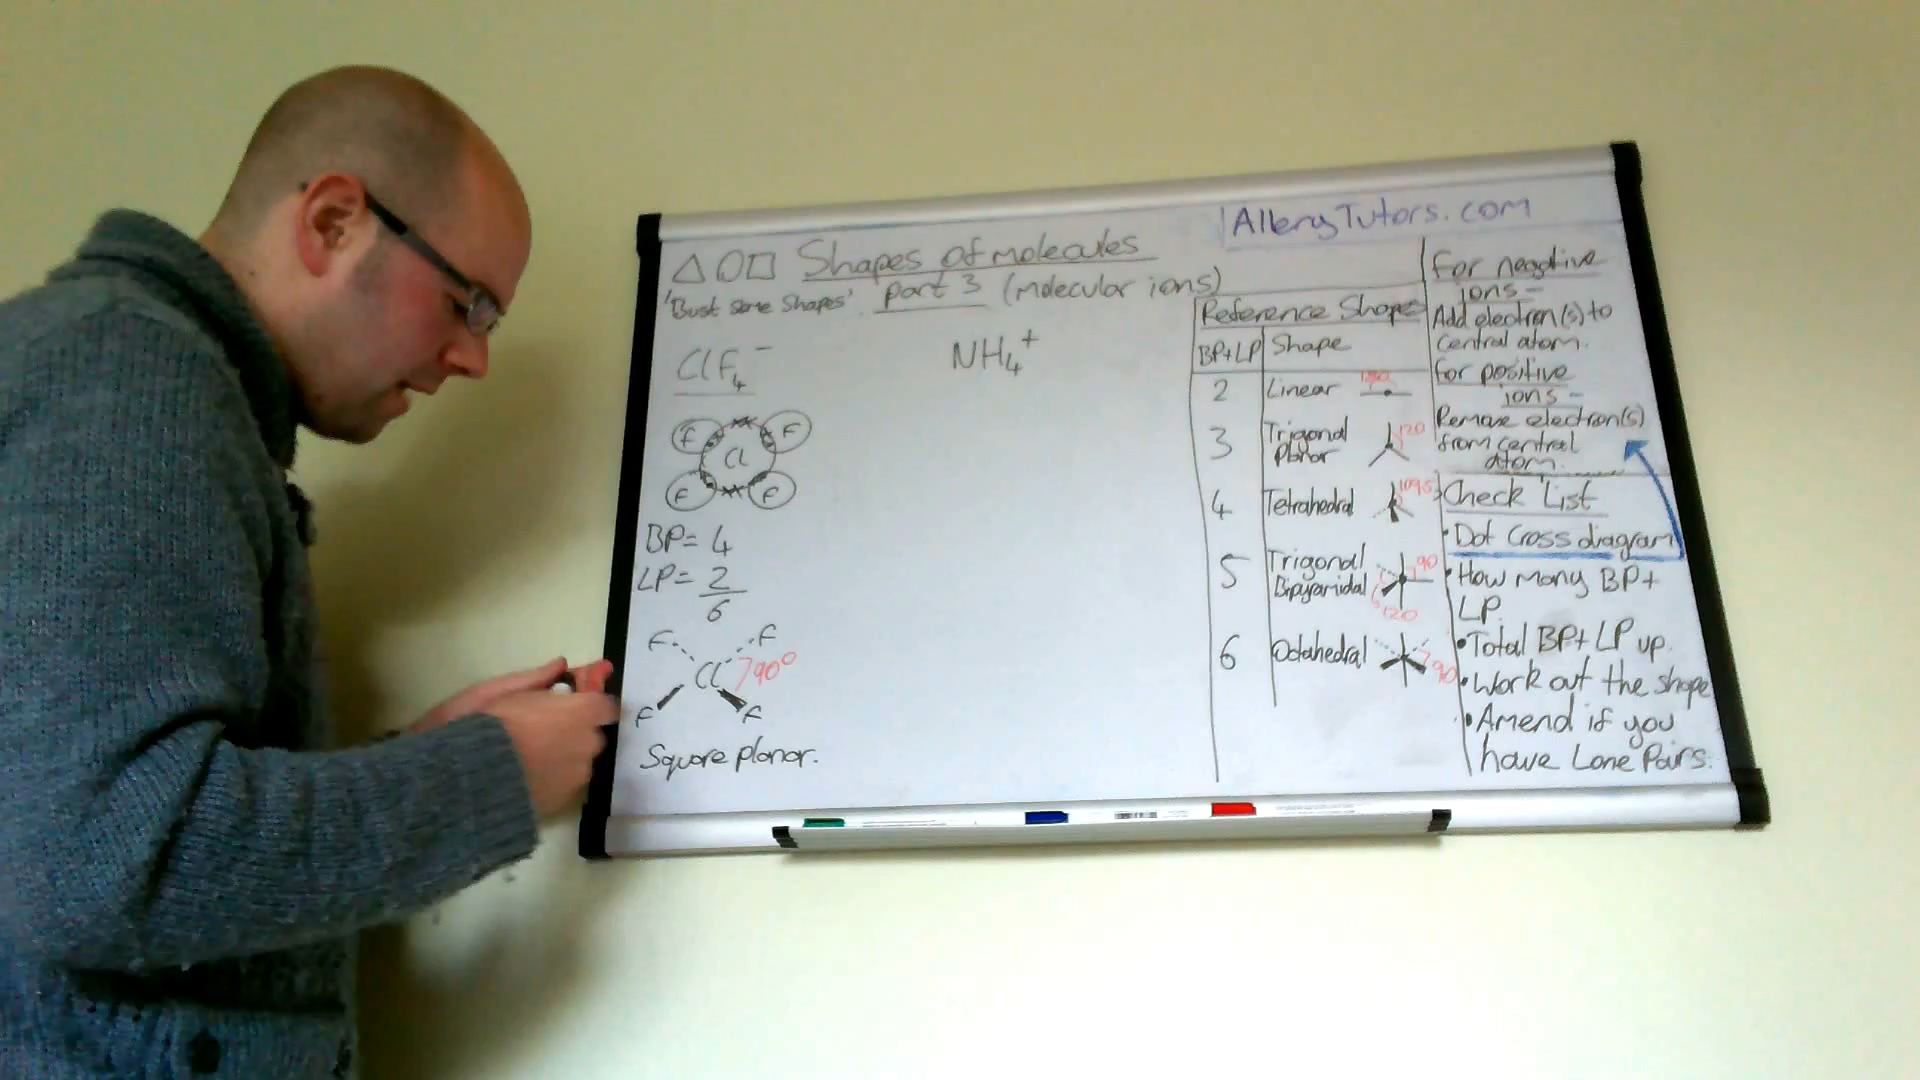 AlleryTutors.com
Shapes of molecules
'Bust some Shapes'. part 3 (molecular ions)
ClF4⁻
F F
Cl
F F
BP= 4
LP= 2
6
F F
Cl 90°
F F
Square planar.
NH4⁺
Reference Shapes
BP+LP Shape
2 Linear 180
3 Trigonal Planar 120
4 Tetrahedral 109.5
5 Trigonal Bipyramidal 90 120
6 Octahedral 90
for negative
ions -
Add electron(s) to
central atom.
for positive
ions -
Remove electron(s)
from central
atom.
Check List
• Dot Cross diagram
• How many BP+
LP.
• Total BP+ LP up.
• Work out the shape
• Amend if you
have Lone Pairs.